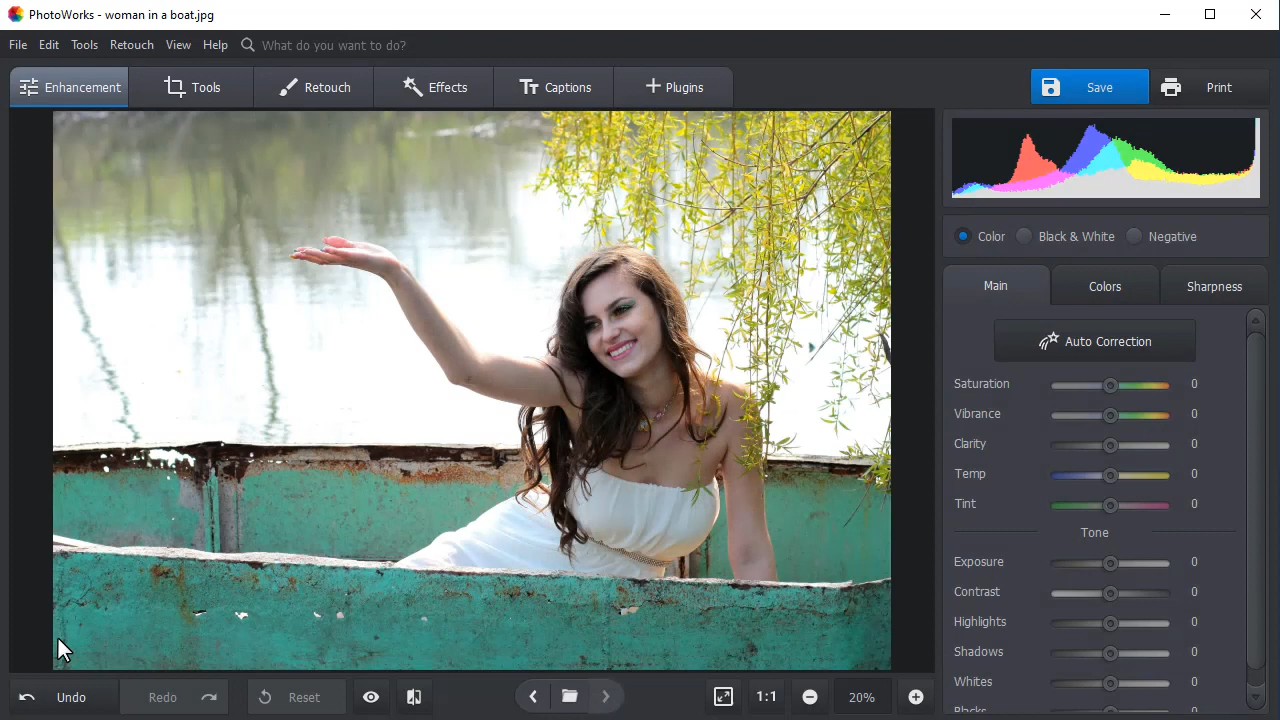 PhotoWorks - woman in a boat.jpg
File Edit Tools Retouch View Help What do you want to do?
Enhancement Tools Retouch Effects Captions Plugins Save Print
Color Black & White Negative
Main Colors Sharpness
Auto Correction
Saturation 0
Vibrance 0
Clarity 0
Temp 0
Tint 0
Tone
Exposure 0
Contrast 0
Highlights 0
Shadows 0
Whites 0
Blacks 0
Undo Redo Reset 1:1 20%